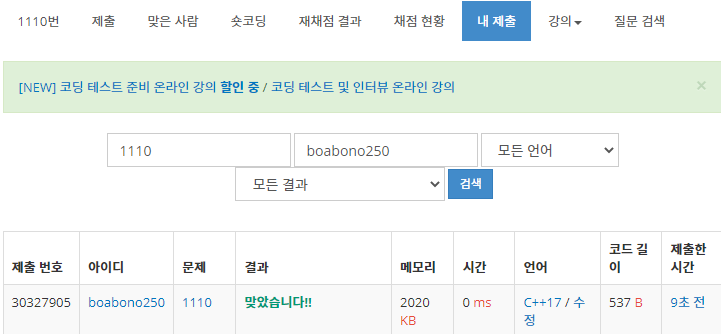 1110번 제출 맞은 사람 숏코딩 재채점 결과 채점 현황 내 제출 강의 질문 검색
[NEW] 코딩 테스트 준비 온라인 강의 할인 중 / 코딩 테스트 및 인터뷰 온라인 강의 ×
1110 boabono250 모든 언어
모든 결과 검색
제출 번호 아이디 문제 결과 메모리 시간 언어 코드 길이 제출한 시간
30327905 boabono250 1110 맞았습니다!! 2020 KB 0 ms C++17 / 수정 537 B 9초 전